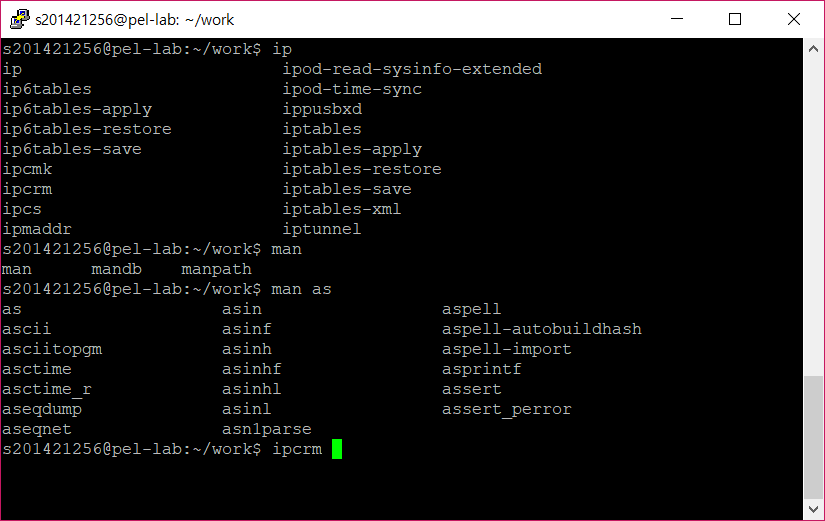 s201421256@pel-lab: ~/work
s201421256@pel-lab:~/work$ ip
ip ipod-read-sysinfo-extended
ip6tables ipod-time-sync
ip6tables-apply ippusbxd
ip6tables-restore iptables
ip6tables-save iptables-apply
ipcmk iptables-restore
ipcrm iptables-save
ipcs iptables-xml
ipmaddr iptunnel
s201421256@pel-lab:~/work$ man
man mandb manpath
s201421256@pel-lab:~/work$ man as
as asin aspell
ascii asinf aspell-autobuildhash
asciitopgm asinh aspell-import
asctime asinhf asprintf
asctime_r asinhl assert
aseqdump asinl assert_perror
aseqnet asn1parse
s201421256@pel-lab:~/work$ ipcrm